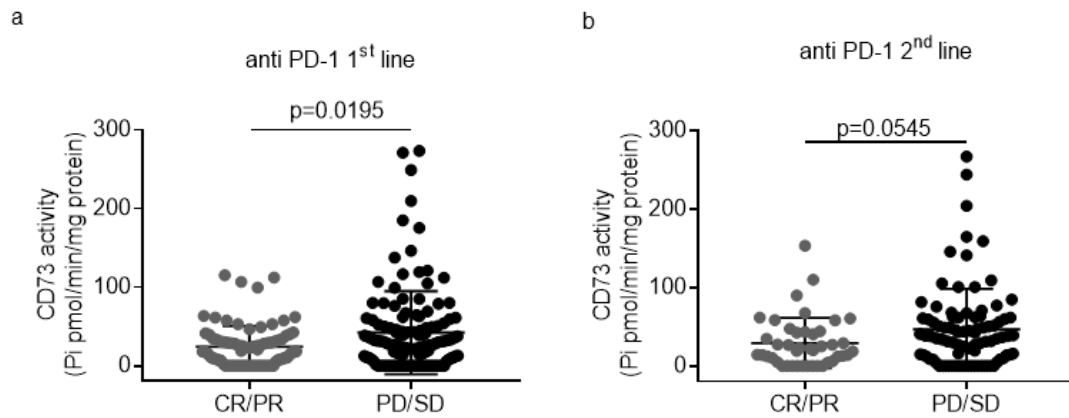 a
anti PD-1 1st line
p=0.0195
CD73 activity
(Pi pmol/min/mg protein)
300
200
100
0
CR/PR PD/SD
b
anti PD-1 2nd line
p=0.0545
CD73 activity
(Pi pmol/min/mg protein)
300
200
100
0
CR/PR PD/SD